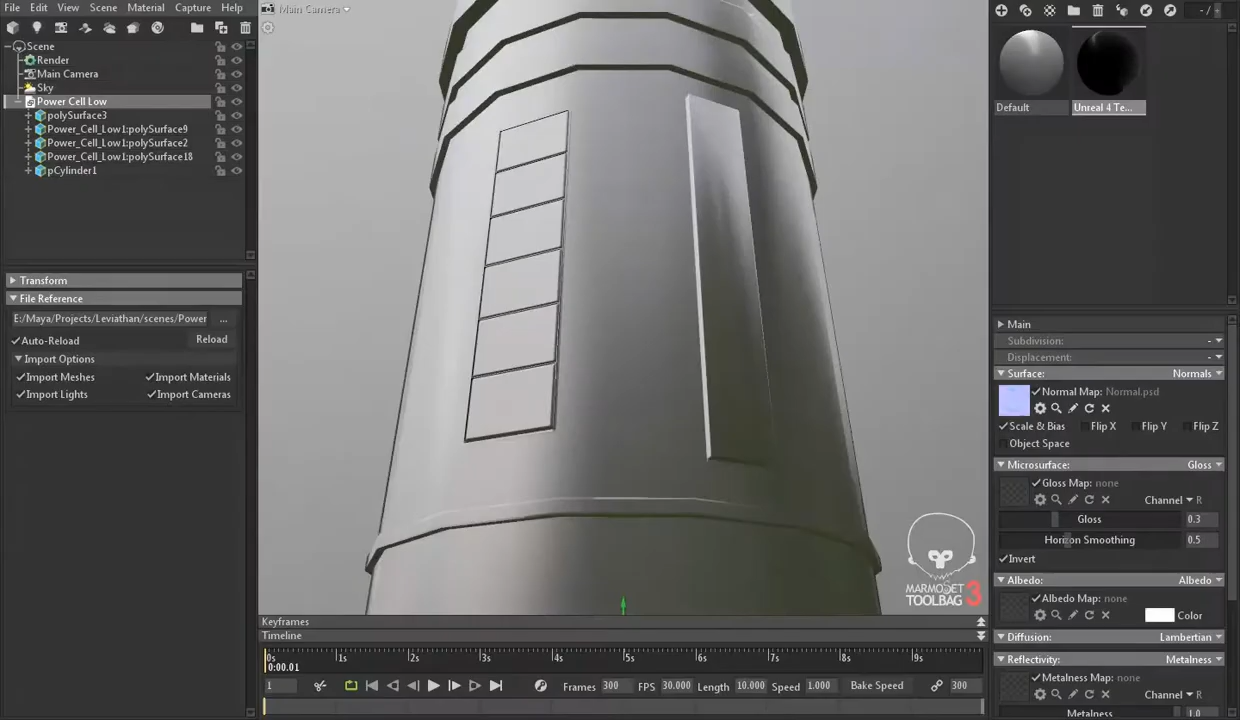 File Edit View Scene Material Capture Help
Main Camera
Scene
Render
Main Camera
Sky
Power Cell Low
polySurface3
Power_Cell_Low1:polySurface9
Power_Cell_Low1:polySurface2
Power_Cell_Low1:polySurface18
pCylinder1
Transform
File Reference
E:/Maya/Projects/Leviathan/scenes/Power ...
Auto-Reload Reload
Import Options
Import Meshes Import Materials
Import Lights Import Cameras
MARMOSET
TOOLBAG 3
Keyframes
Timeline
0s 1s 2s 3s 4s 5s 6s 7s 8s 9s
0:00.01
1 Frames 300 FPS 30.000 Length 10.000 Speed 1.000 Bake Speed 300
- / +
Default Unreal 4 Te...
Main
Subdivision: -
Displacement: -
Surface: Normals
Normal Map: Normal.psd
Scale & Bias Flip X Flip Y Flip Z
Object Space
Microsurface: Gloss
Gloss Map: none
Channel R
Gloss 0.3
Horizon Smoothing 0.5
Invert
Albedo: Albedo
Albedo Map: none
Color
Diffusion: Lambertian
Reflectivity: Metalness
Metalness Map: none
Channel R
Metalness 1.0